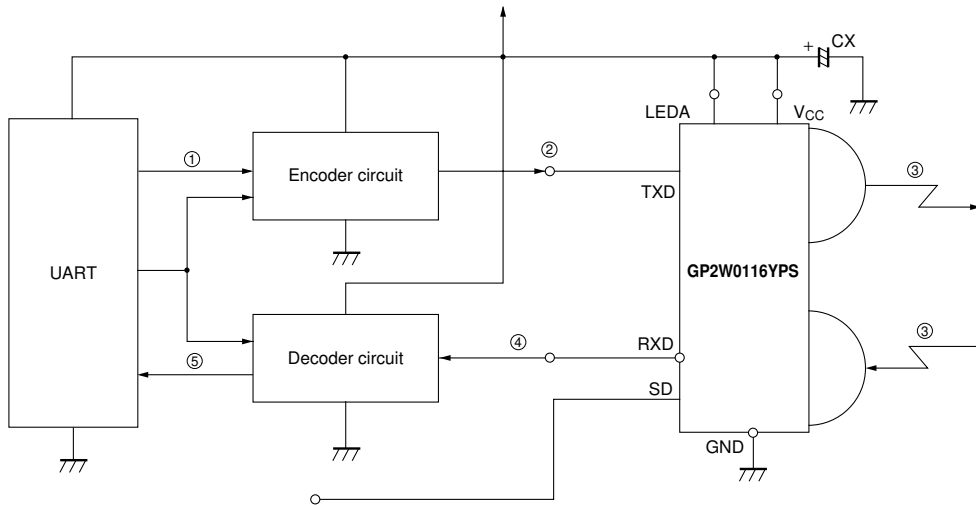 + CX
LEDA
VCC
①
Encoder circuit
②
TXD
③
UART
GP2W0116YPS
⑤
Decoder circuit
④
RXD
③
SD
GND